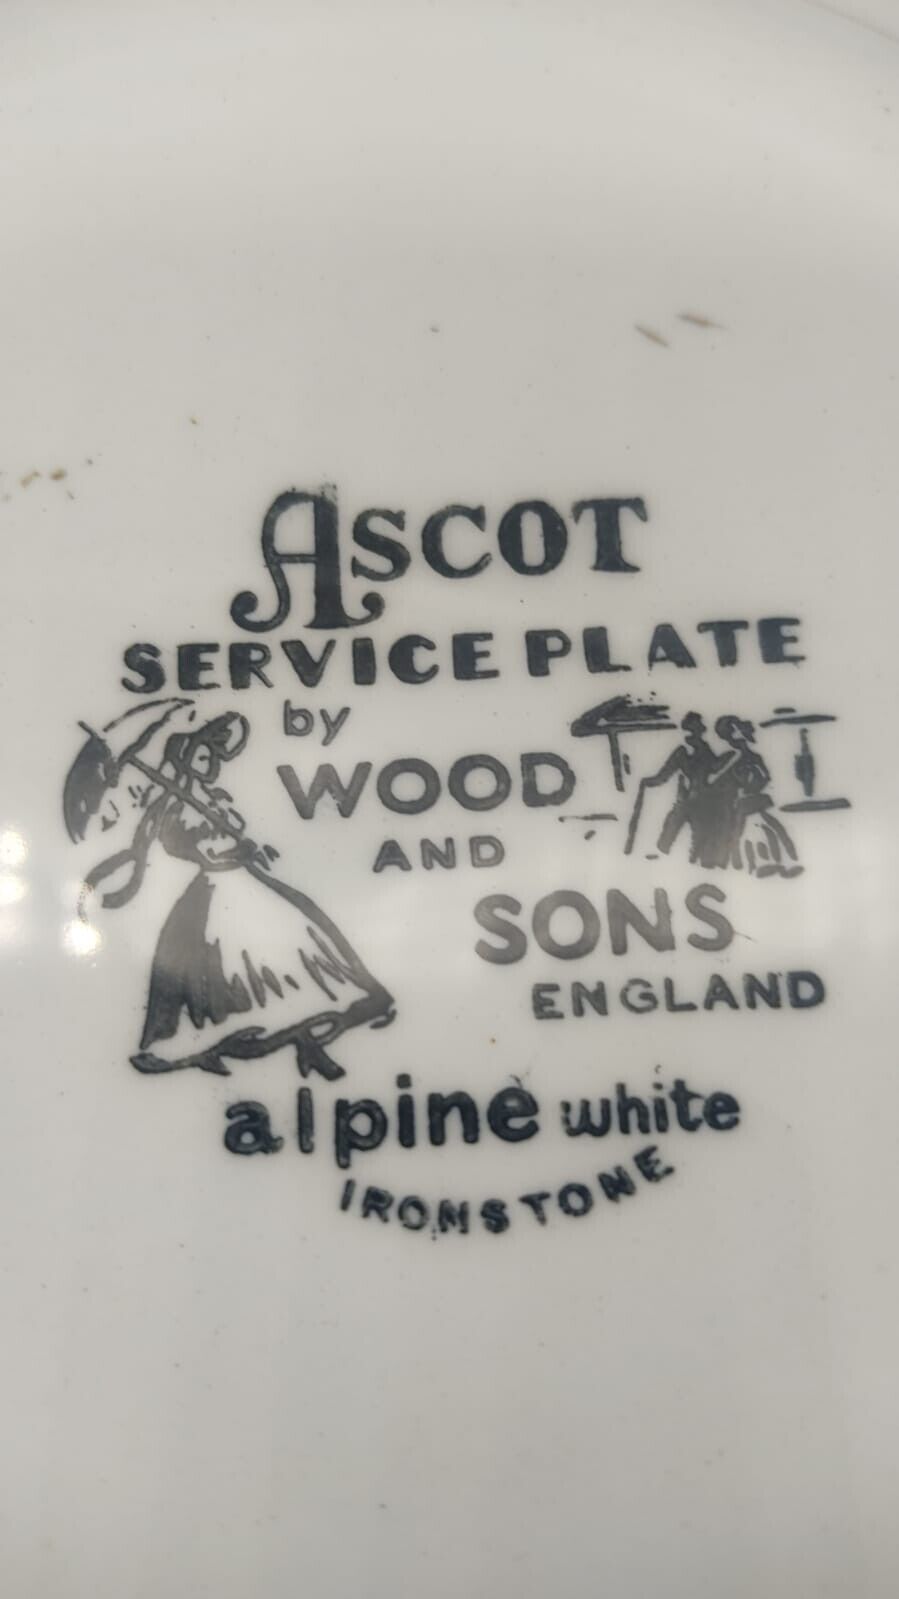 ASCOT
SERVICE PLATE
by
WOOD
AND
SONS
ENGLAND
alpine white
IRONSTONE